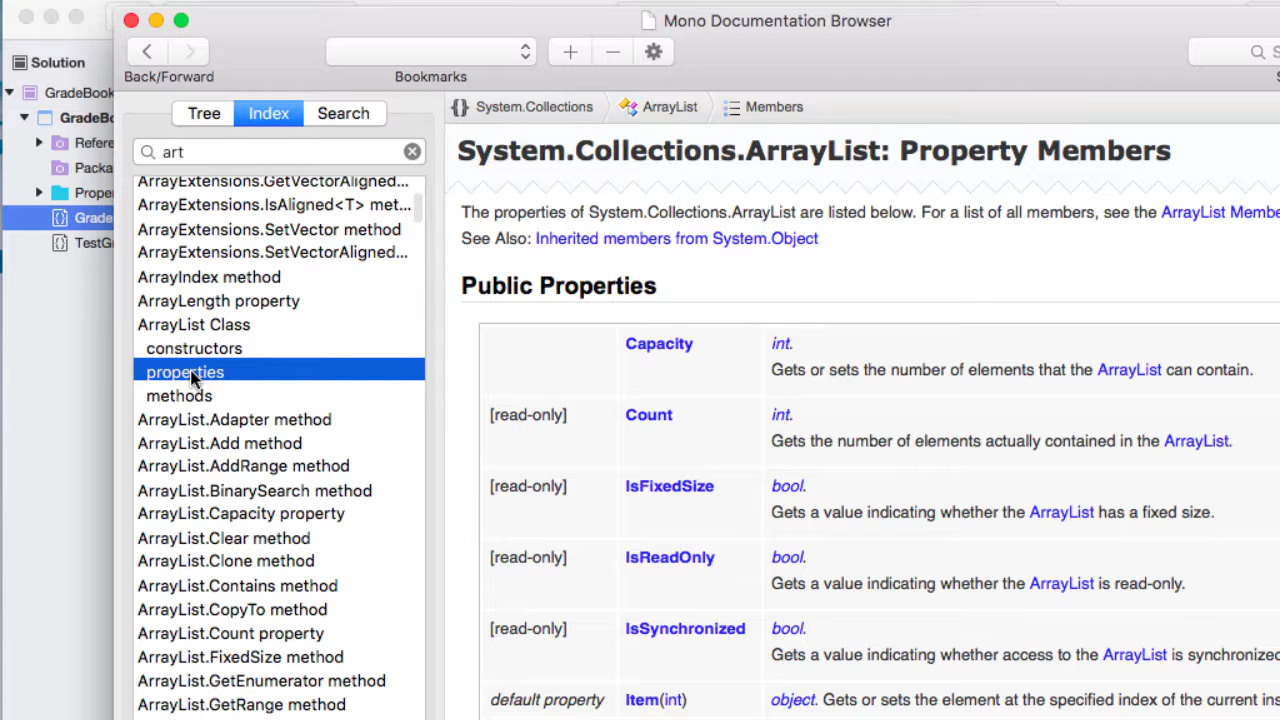 Mono Documentation Browser
Solution
Back/Forward
Bookmarks
GradeBook
GradeB
Refere
Packa
Proper
Grade
TestG
Tree
Index
Search
art
ArrayExtensions.GetVectorAligned...
ArrayExtensions.IsAligned<T> met...
ArrayExtensions.SetVector method
ArrayExtensions.SetVectorAligned...
ArrayIndex method
ArrayLength property
ArrayList Class
constructors
properties
methods
ArrayList.Adapter method
ArrayList.Add method
ArrayList.AddRange method
ArrayList.BinarySearch method
ArrayList.Capacity property
ArrayList.Clear method
ArrayList.Clone method
ArrayList.Contains method
ArrayList.CopyTo method
ArrayList.Count property
ArrayList.FixedSize method
ArrayList.GetEnumerator method
ArrayList.GetRange method
System.Collections
ArrayList
Members
System.Collections.ArrayList: Property Members
The properties of System.Collections.ArrayList are listed below. For a list of all members, see the ArrayList Membe
See Also: Inherited members from System.Object
Public Properties
Capacity int.
Gets or sets the number of elements that the ArrayList can contain.
[read-only] Count int.
Gets the number of elements actually contained in the ArrayList.
[read-only] IsFixedSize bool.
Gets a value indicating whether the ArrayList has a fixed size.
[read-only] IsReadOnly bool.
Gets a value indicating whether the ArrayList is read-only.
[read-only] IsSynchronized bool.
Gets a value indicating whether access to the ArrayList is synchronized
default property Item(int) object. Gets or sets the element at the specified index of the current ins